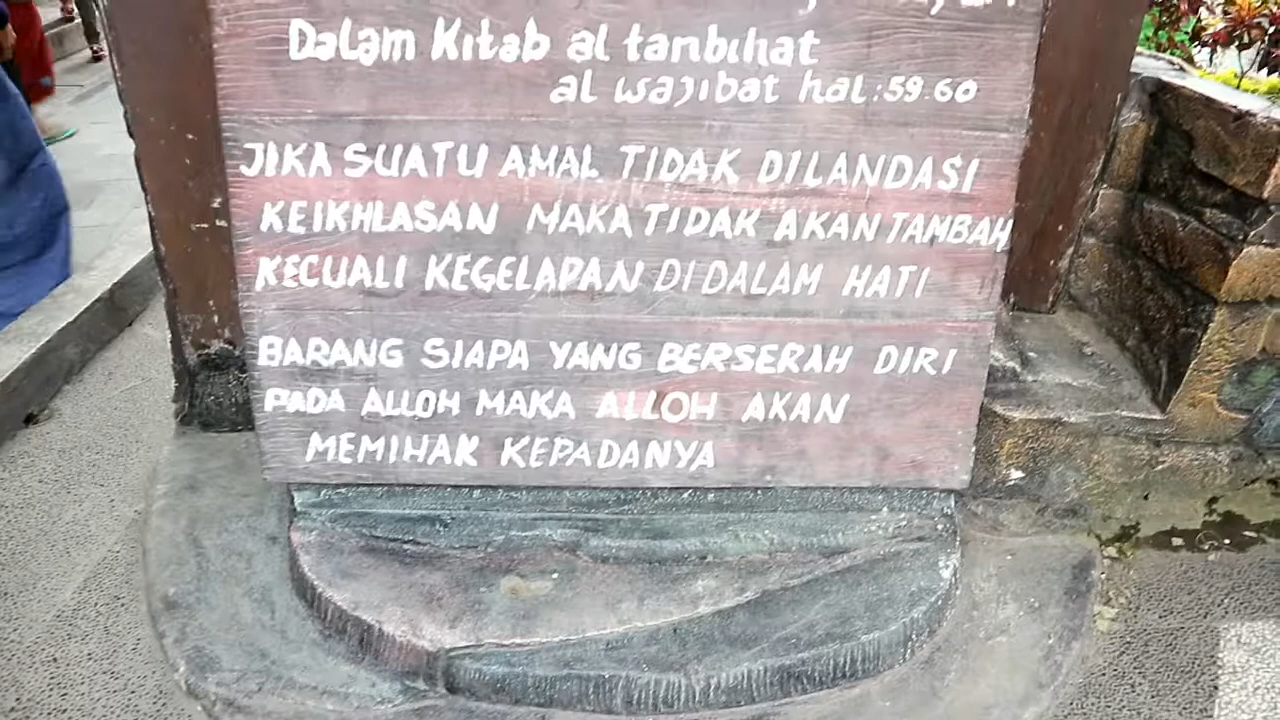 Dalam Kitab al tanbihat
al wajibat hal:59.60
JIKA SUATU AMAL TIDAK DILANDASI
KEIKHLASAN MAKA TIDAK AKAN TAMBAH
KECUALI KEGELAPAN DI DALAM HATI
BARANG SIAPA YANG BERSERAH DIRI
PADA ALLOH MAKA ALLOH AKAN
MEMIHAK KEPADANYA